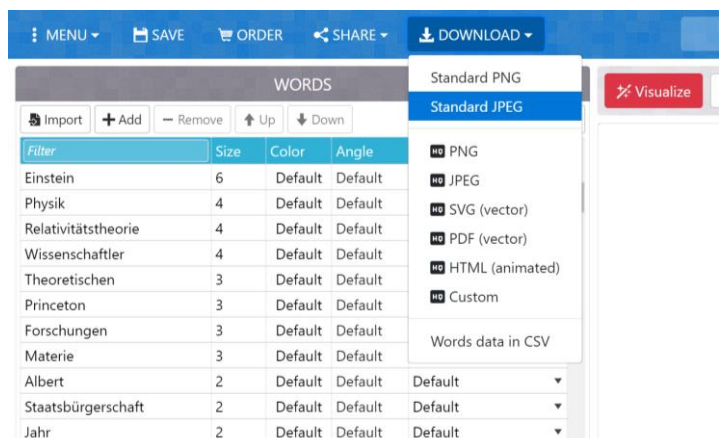 MENU SAVE ORDER SHARE DOWNLOAD
WORDS
Import Add Remove Up Down
Filter Size Color Angle
Einstein 6 Default Default
Physik 4 Default Default
Relativitätstheorie 4 Default Default
Wissenschaftler 4 Default Default
Theoretischen 3 Default Default
Princeton 3 Default Default
Forschungen 3 Default Default
Materie 3 Default Default
Albert 2 Default Default Default
Staatsbürgerschaft 2 Default Default Default
Jahr 2 Default Default Default
Standard PNG
Standard JPEG
HQ PNG
HQ JPEG
HQ SVG (vector)
HQ PDF (vector)
HQ HTML (animated)
HQ Custom
Words data in CSV
Visualize